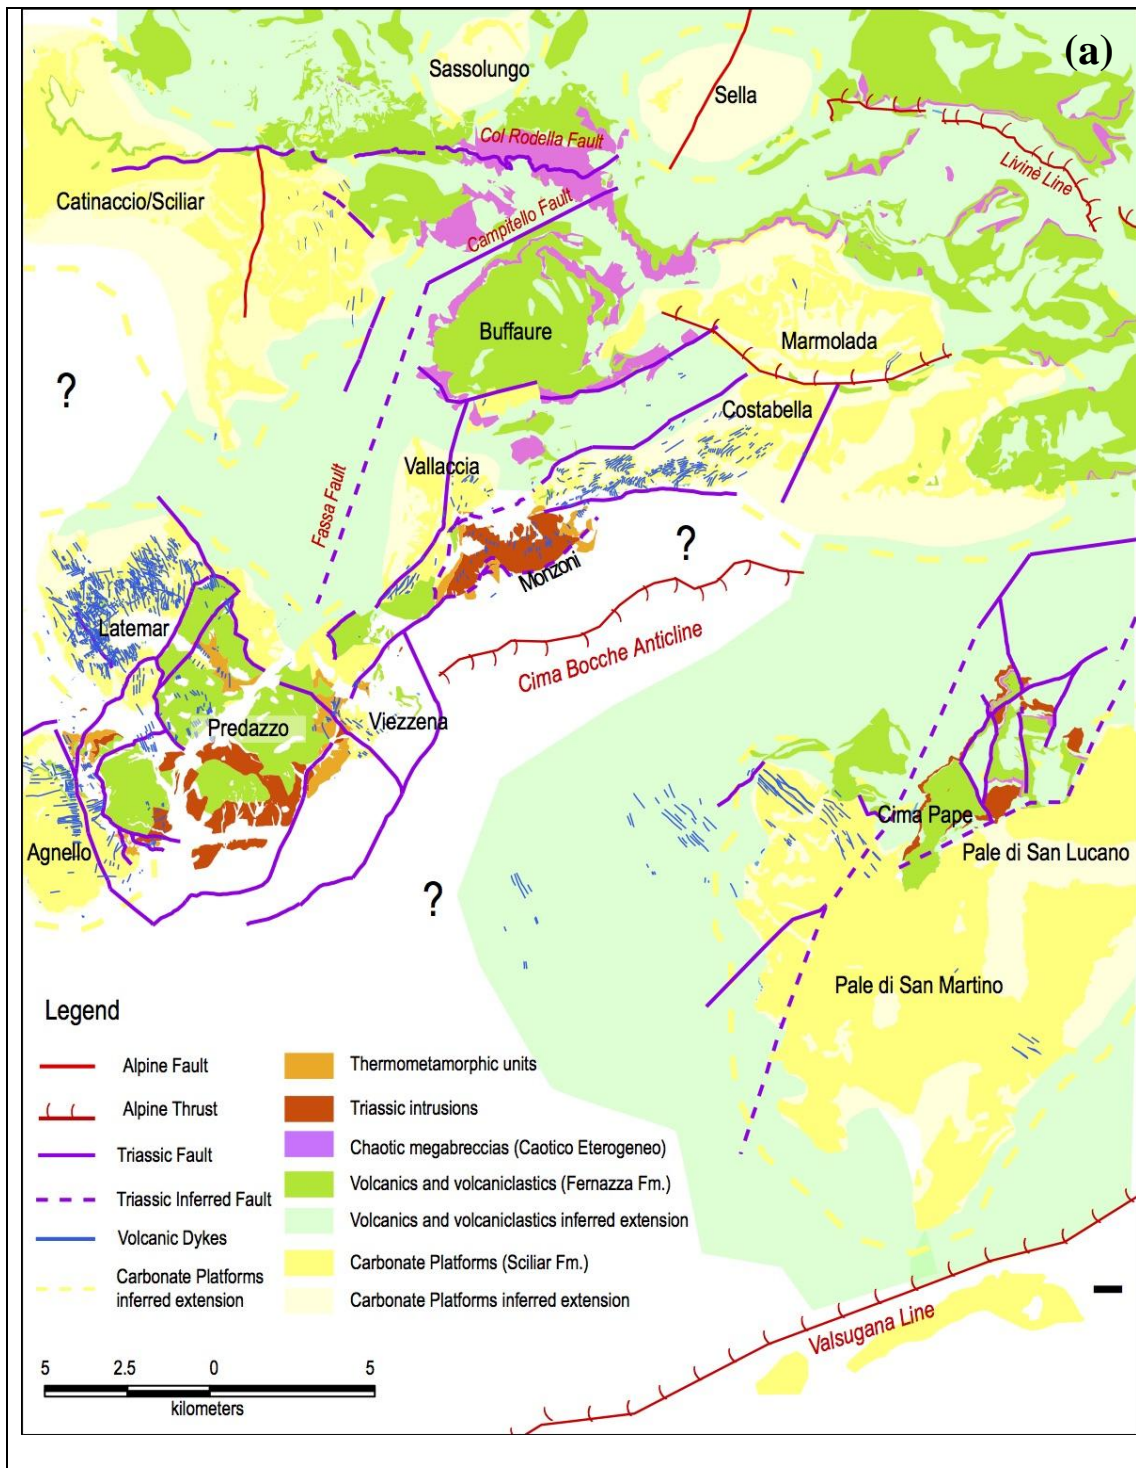 (a)
Sassolungo
Sella
Col Rodella Fault
Livinè Line
Catinaccio/Sciliar
Campitello Fault
Buffaure
Marmolada
?
Costabella
Vallaccia
Fassa Fault
?
Monzoni
Latemar
Cima Bocche Anticline
Viezzena
Predazzo
Cima Pape
Agnello
Pale di San Lucano
?
Pale di San Martino
Legend
Alpine Fault
Alpine Thrust
Triassic Fault
Triassic Inferred Fault
Volcanic Dykes
Carbonate Platforms
inferred extension
Thermometamorphic units
Triassic intrusions
Chaotic megabreccias (Caotico Eterogeneo)
Volcanics and volcaniclastics (Fernazza Fm.)
Volcanics and volcaniclastics inferred extension
Carbonate Platforms (Sciliar Fm.)
Carbonate Platforms inferred extension
Valsugana Line
5 2.5 0 5
kilometers